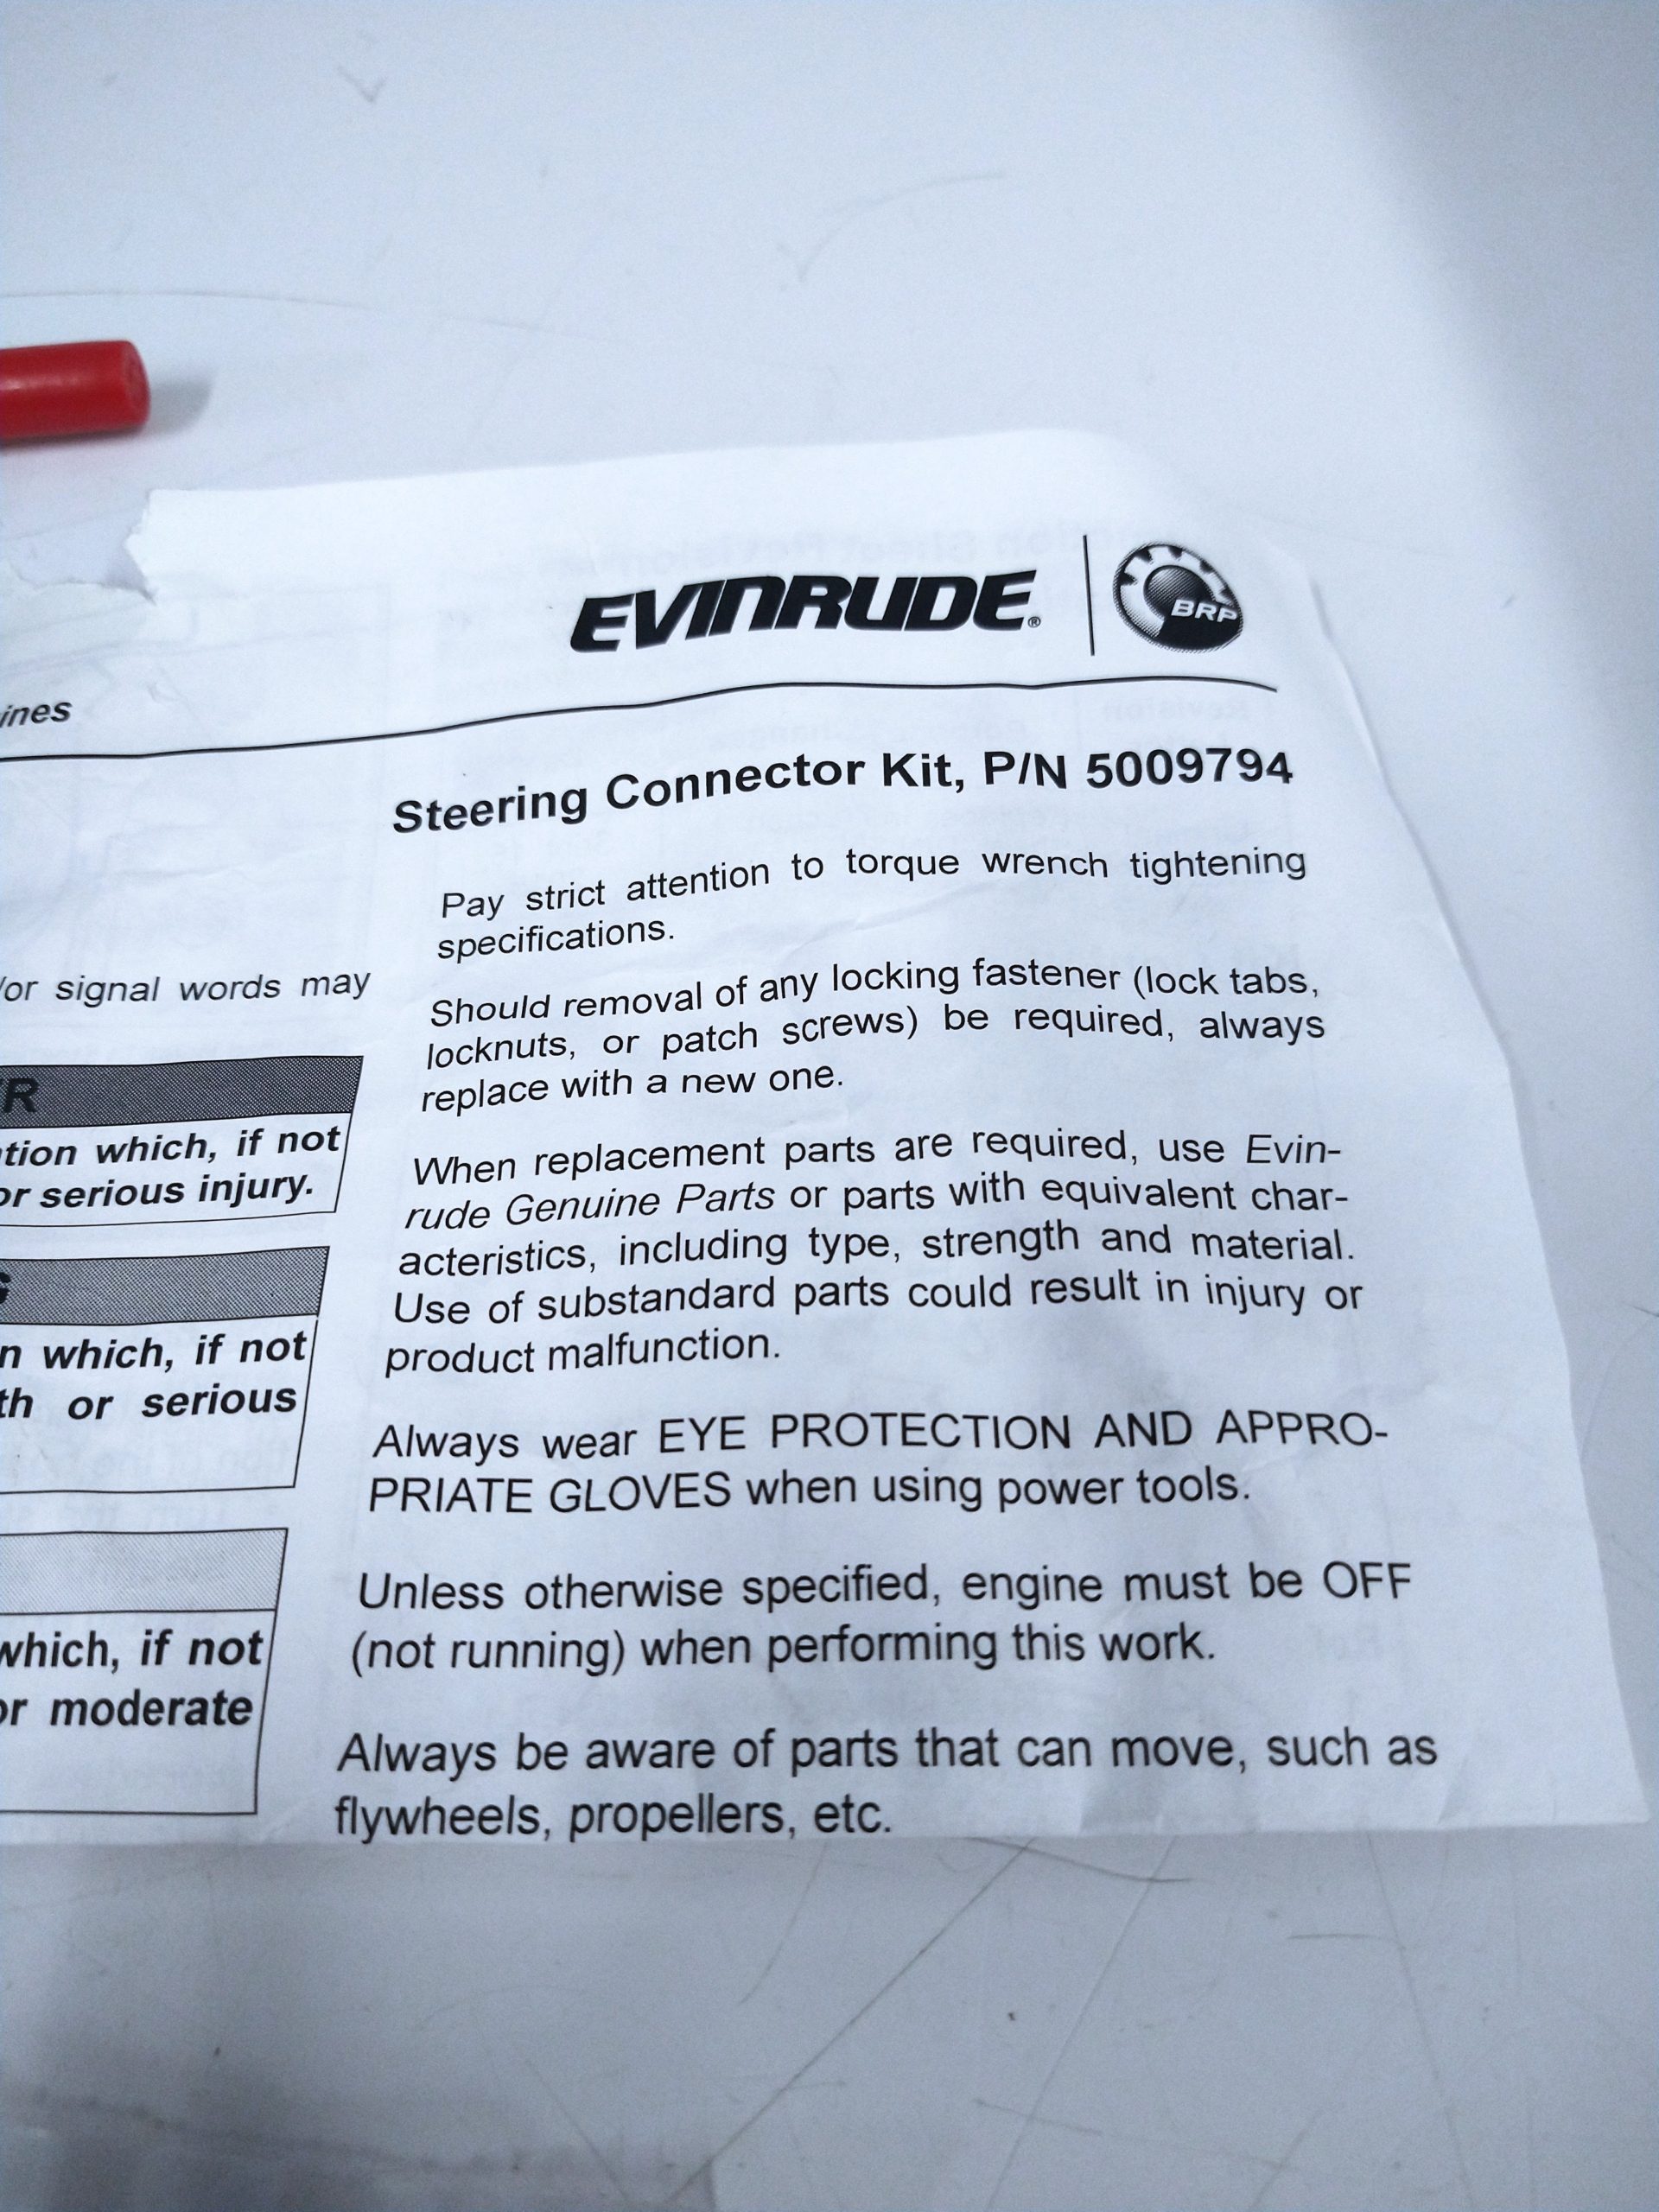 EVINRUDE®
BRP
ines
Steering Connector Kit, P/N 5009794
/or signal words may
R
tion which, if not
or serious injury.
G
n which, if not
th or serious
which, if not
or moderate
Pay strict attention to torque wrench tightening
specifications.
Should removal of any locking fastener (lock tabs,
locknuts, or patch screws) be required, always
replace with a new one.
When replacement parts are required, use Evin-
rude Genuine Parts or parts with equivalent char-
acteristics, including type, strength and material.
Use of substandard parts could result in injury or
product malfunction.
Always wear EYE PROTECTION AND APPRO-
PRIATE GLOVES when using power tools.
Unless otherwise specified, engine must be OFF
(not running) when performing this work.
Always be aware of parts that can move, such as
flywheels, propellers, etc.